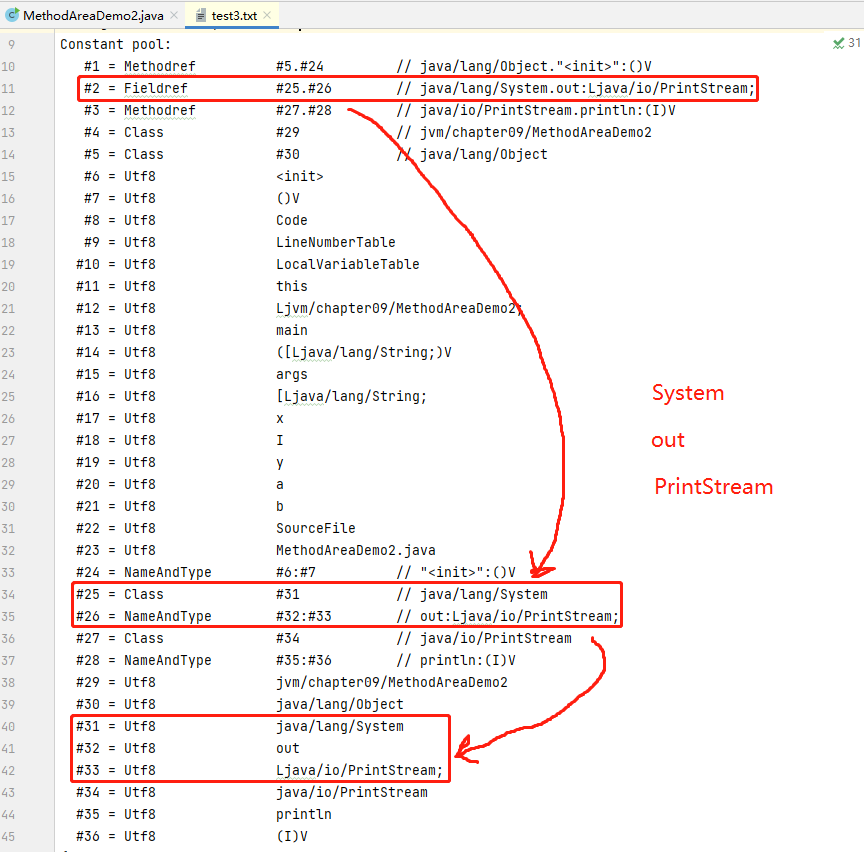 MethodAreaDemo2.java × test3.txt ×
9 Constant pool: 31
10 #1 = Methodref #5.#24 // java/lang/Object."<init>":()V
11 #2 = Fieldref #25.#26 // java/lang/System.out:Ljava/io/PrintStream;
12 #3 = Methodref #27.#28 // java/io/PrintStream.println:(I)V
13 #4 = Class #29 // jvm/chapter09/MethodAreaDemo2
14 #5 = Class #30 // java/lang/Object
15 #6 = Utf8 <init>
16 #7 = Utf8 ()V
17 #8 = Utf8 Code
18 #9 = Utf8 LineNumberTable
19 #10 = Utf8 LocalVariableTable
20 #11 = Utf8 this
21 #12 = Utf8 Ljvm/chapter09/MethodAreaDemo2;
22 #13 = Utf8 main
23 #14 = Utf8 ([Ljava/lang/String;)V
24 #15 = Utf8 args
25 #16 = Utf8 [Ljava/lang/String;
System
26 #17 = Utf8 x
27 #18 = Utf8 I
out
28 #19 = Utf8 y
29 #20 = Utf8 a
PrintStream
30 #21 = Utf8 b
31 #22 = Utf8 SourceFile
32 #23 = Utf8 MethodAreaDemo2.java
33 #24 = NameAndType #6:#7 // "<init>":()V
34 #25 = Class #31 // java/lang/System
35 #26 = NameAndType #32:#33 // out:Ljava/io/PrintStream;
36 #27 = Class #34 // java/io/PrintStream
37 #28 = NameAndType #35:#36 // println:(I)V
38 #29 = Utf8 jvm/chapter09/MethodAreaDemo2
39 #30 = Utf8 java/lang/Object
40 #31 = Utf8 java/lang/System
41 #32 = Utf8 out
42 #33 = Utf8 Ljava/io/PrintStream;
43 #34 = Utf8 java/io/PrintStream
44 #35 = Utf8 println
45 #36 = Utf8 (I)V